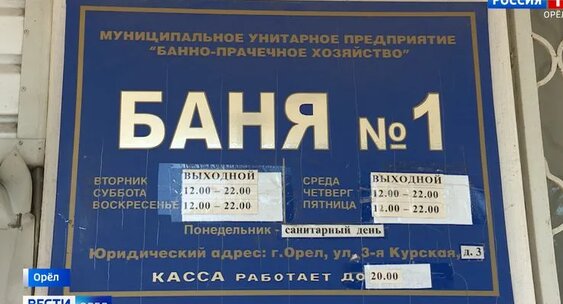 РОССИЯ 1
ОРЁЛ
МУНИЦИПАЛЬНОЕ УНИТАРНОЕ ПРЕДПРИЯТИЕ
"БАННО-ПРАЧЕЧНОЕ ХОЗЯЙСТВО"
БАНЯ №1
ВТОРНИК ВЫХОДНОЙ СРЕДА ВЫХОДНОЙ
СУББОТА 12.00 – 22.00 ЧЕТВЕРГ 12.00 – 22.00
ВОСКРЕСЕНЬЕ 12.00 – 22.00 ПЯТНИЦА 12.00 – 22.00
Понедельник - санитарный день
Юридический адрес: г.Орел, ул. 3-я Курская, д. 3
КАССА РАБОТАЕТ ДО 20.00
Орёл
ВЕСТИ ОРЁЛ